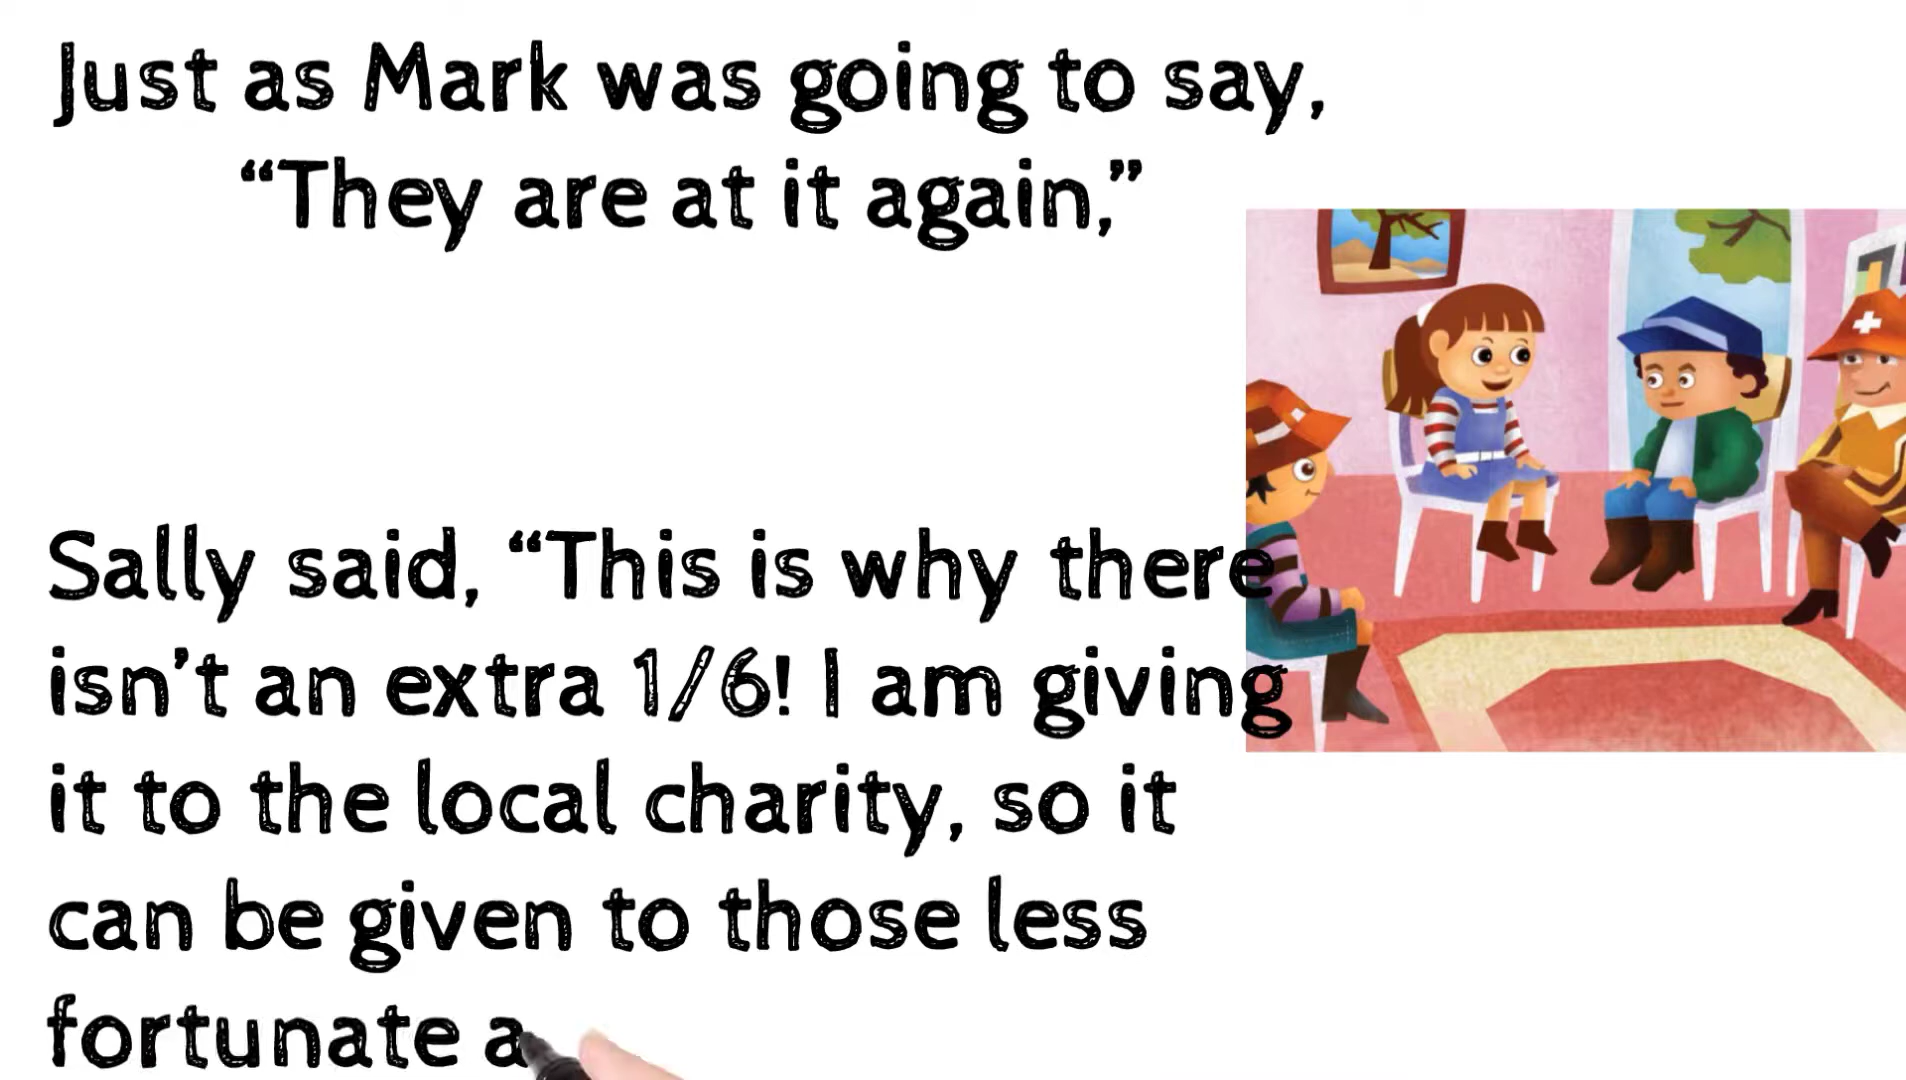 Just as Mark was going to say,
“They are at it again,”
Sally said, “This is why there
isn’t an extra 1/6! I am giving
it to the local charity, so it
can be given to those less
fortunate a